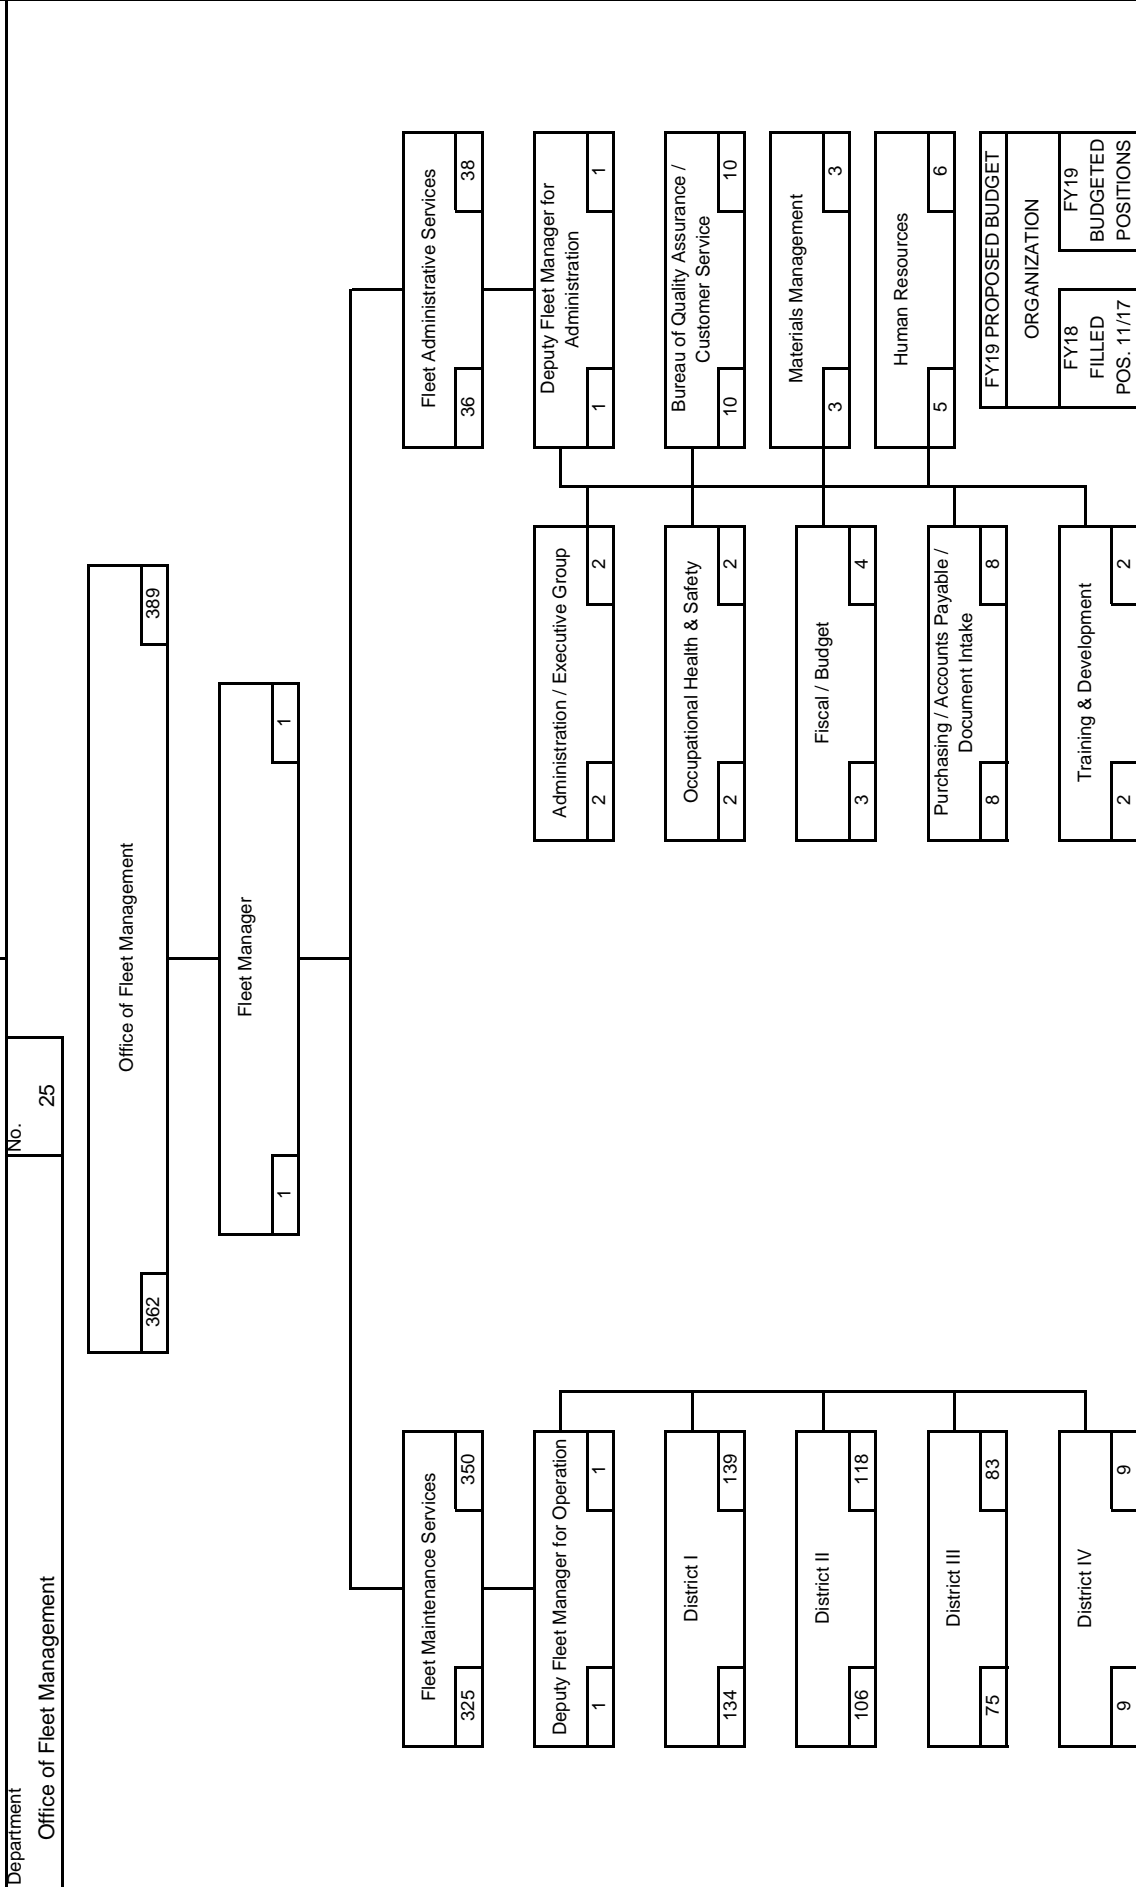 Department
No.
Office of Fleet Management
25
Office of Fleet Management
362
389
Fleet Manager
1
1
Fleet Maintenance Services
325
350
Fleet Administrative Services
36
38
Deputy Fleet Manager for Operation
1
1
District I
134
139
District II
106
118
District III
75
83
District IV
9
9
Deputy Fleet Manager for
Administration
1
1
Administration / Executive Group
2
2
Bureau of Quality Assurance /
Customer Service
10
10
Occupational Health & Safety
2
2
Materials Management
3
3
Fiscal / Budget
3
4
Human Resources
5
6
Purchasing / Accounts Payable /
Document Intake
8
8
Training & Development
2
2
FY19 PROPOSED BUDGET
ORGANIZATION
FY18
FILLED
POS. 11/17
FY19
BUDGETED
POSITIONS